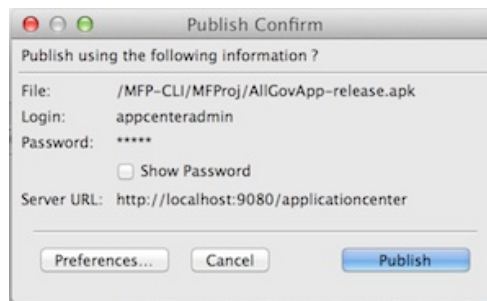 Publish Confirm
Publish using the following information ?
File: /MFP-CLI/MFProj/AllGovApp-release.apk
Login: appcenteradmin
Password: *****
Show Password
Server URL: http://localhost:9080/applicationcenter
Preferences... Cancel Publish